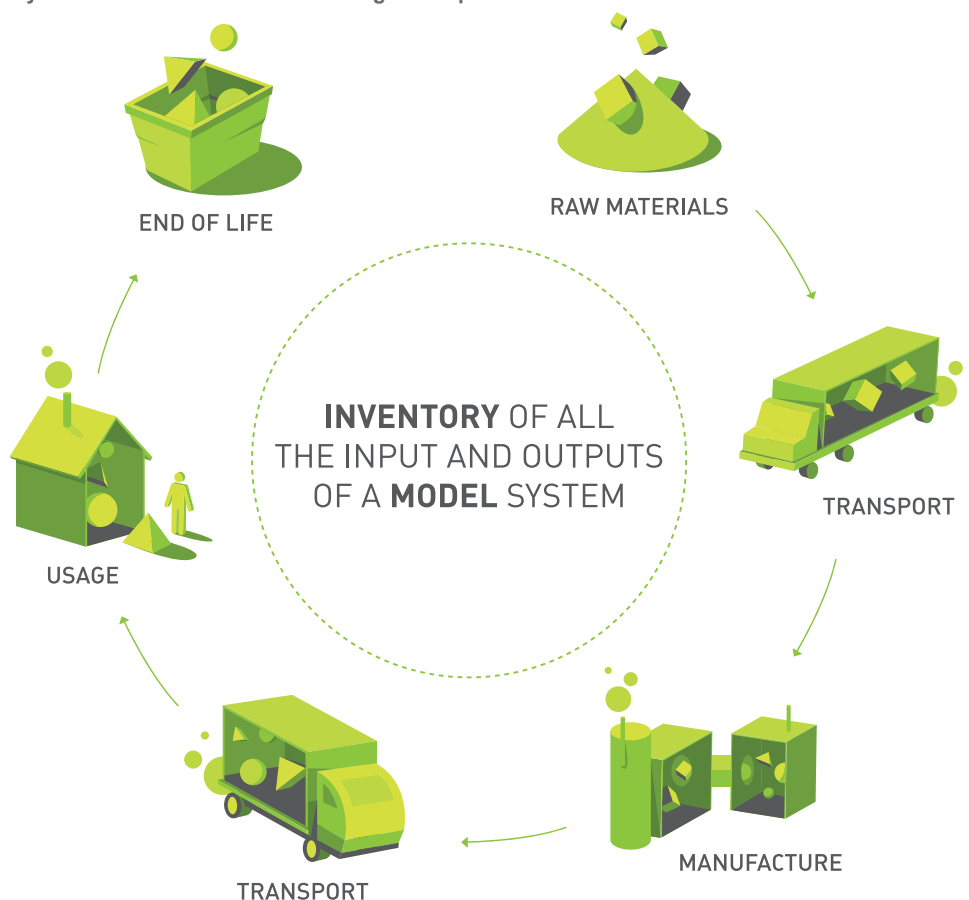 END OF LIFE
RAW MATERIALS
INVENTORY OF ALL
THE INPUT AND OUTPUTS
OF A MODEL SYSTEM
TRANSPORT
USAGE
MANUFACTURE
TRANSPORT